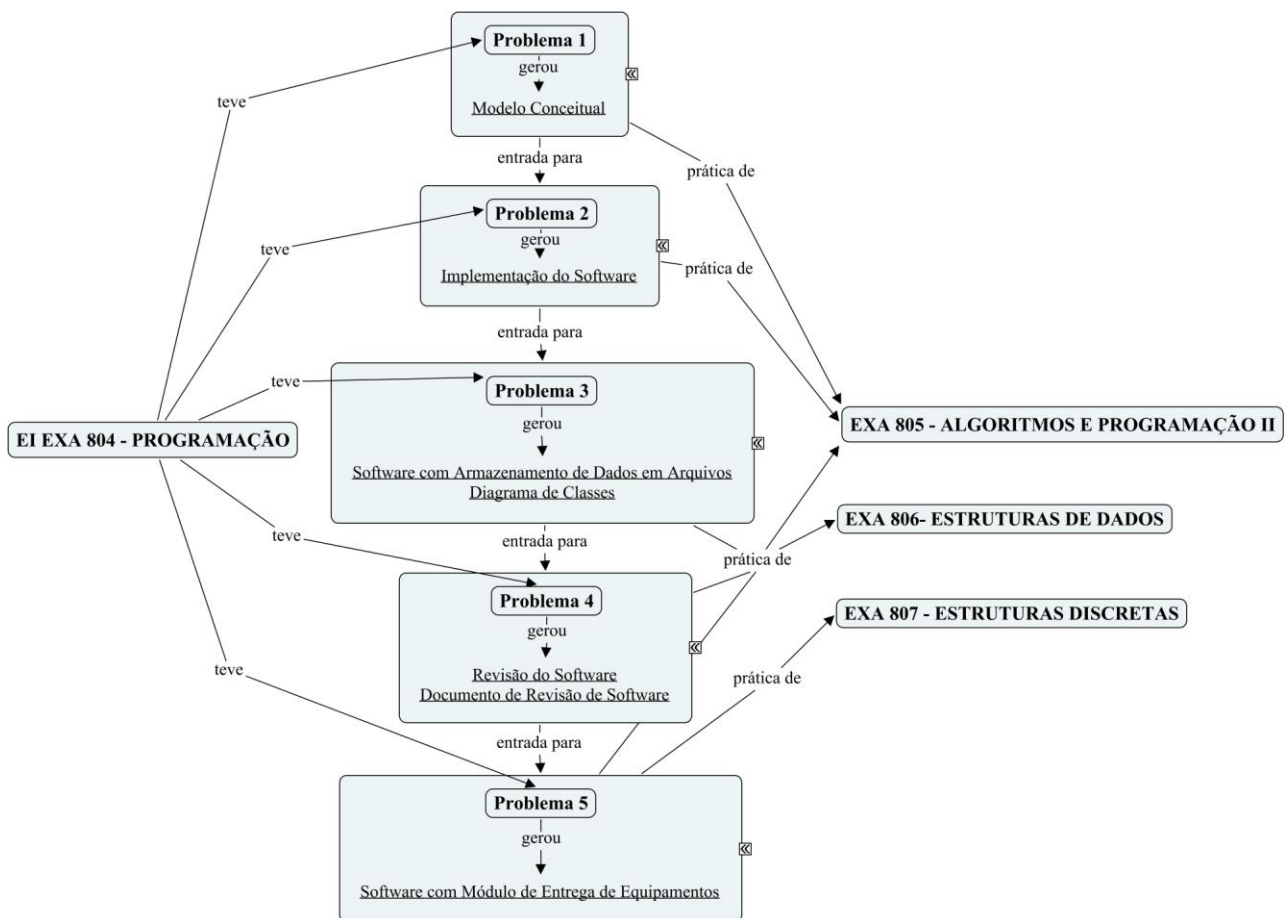 Problema 1
gerou
Modelo Conceitual
teve
entrada para
prática de
Problema 2
gerou
Implementação do Software
teve
prática de
entrada para
Problema 3
gerou
Software com Armazenamento de Dados em Arquivos
Diagrama de Classes
teve
EI EXA 804 - PROGRAMAÇÃO
EXA 805 - ALGORITMOS E PROGRAMAÇÃO II
EXA 806- ESTRUTURAS DE DADOS
teve
entrada para
prática de
Problema 4
gerou
Revisão do Software
Documento de Revisão de Software
EXA 807 - ESTRUTURAS DISCRETAS
teve
prática de
entrada para
Problema 5
gerou
Software com Módulo de Entrega de Equipamentos